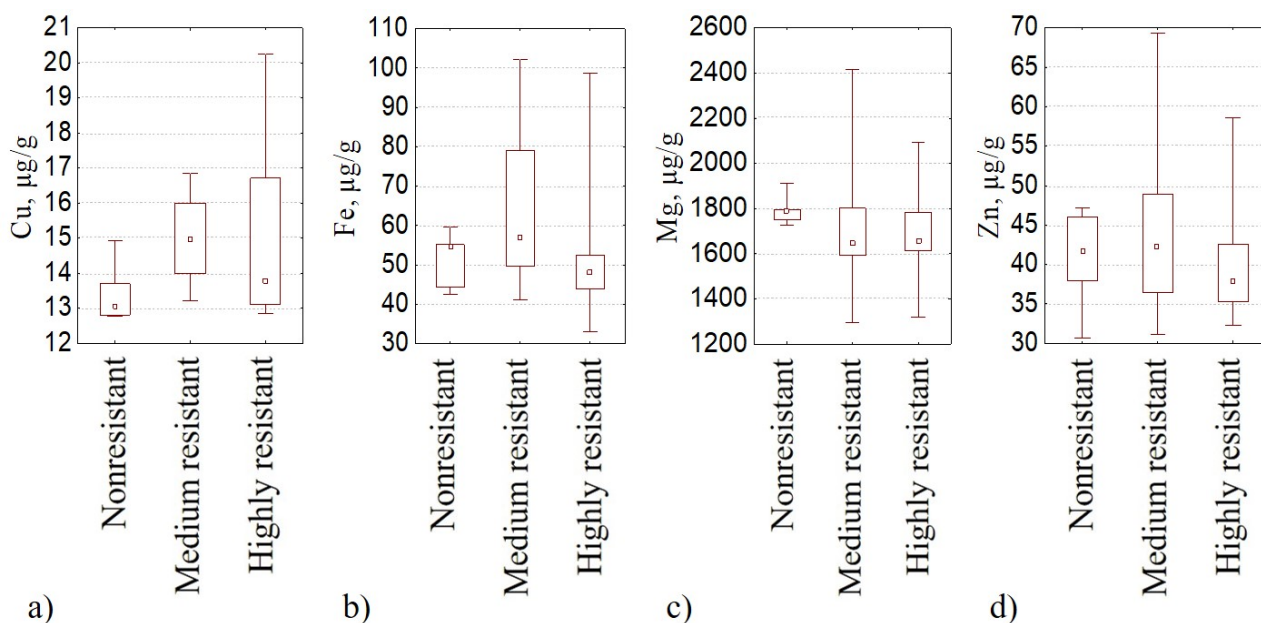 Cu, µg/g
21
20
19
18
17
16
15
14
13
12
Nonresistant
Medium resistant
Highly resistant
a)
Fe, µg/g
110
100
90
80
70
60
50
40
30
Nonresistant
Medium resistant
Highly resistant
b)
Mg, µg/g
2600
2400
2200
2000
1800
1600
1400
1200
Nonresistant
Medium resistant
Highly resistant
c)
Zn, µg/g
70
65
60
55
50
45
40
35
30
Nonresistant
Medium resistant
Highly resistant
d)